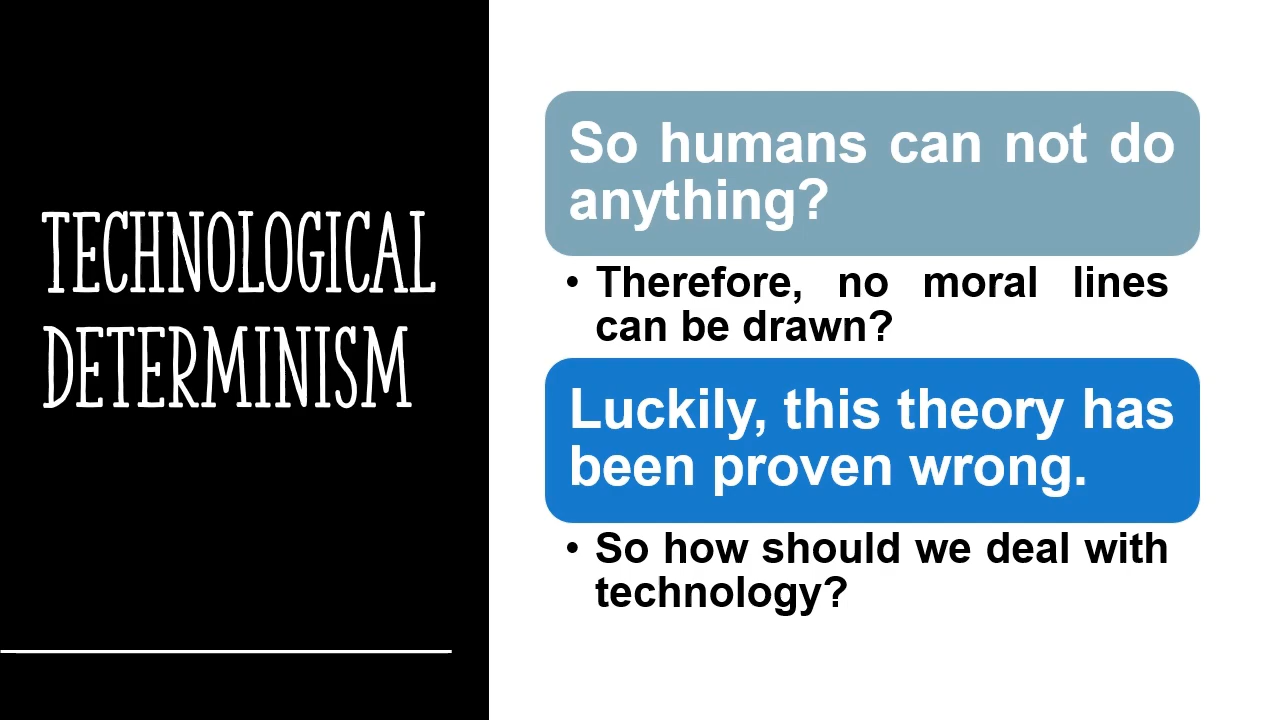 TECHNOLOGICAL
DETERMINISM
So humans can not do
anything?
• Therefore, no moral lines
can be drawn?
Luckily, this theory has
been proven wrong.
• So how should we deal with
technology?